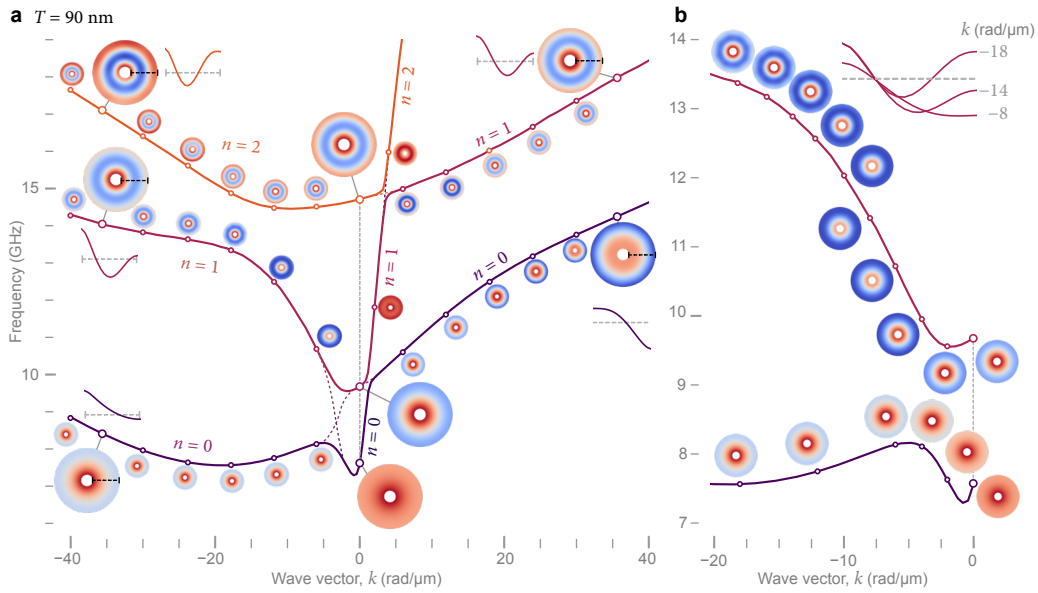 a T = 90 nm
b
k (rad/μm)
−18
−14
−8
n = 2
n = 2
n = 1
n = 1
n = 1
n = 0
n = 0
n = 0
Frequency (GHz)
15
10
−40
−20
0
20
40
Wave vector, k (rad/μm)
14
13
12
11
10
9
8
7
−20
−10
0
Wave vector, k (rad/μm)